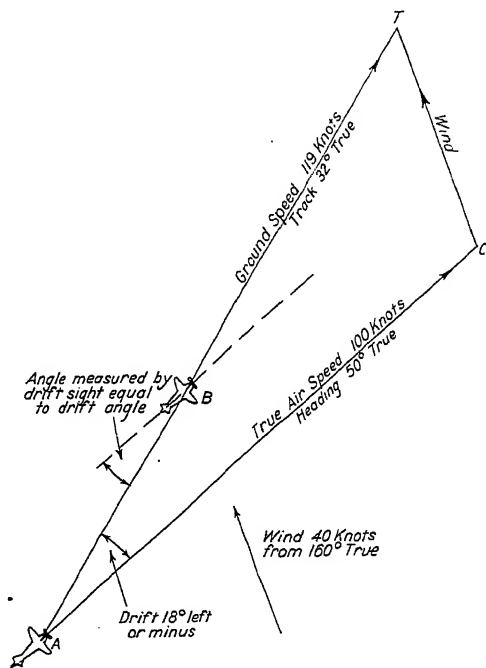 T
Ground Speed 119 Knots
Track 32° True
Wind
C
True Air Speed 100 Knots
Heading 50° True
Angle measured by
drift sight equal
to drift angle
B
Wind 40 Knots
from 160° True
Drift 18° left
or minus
A